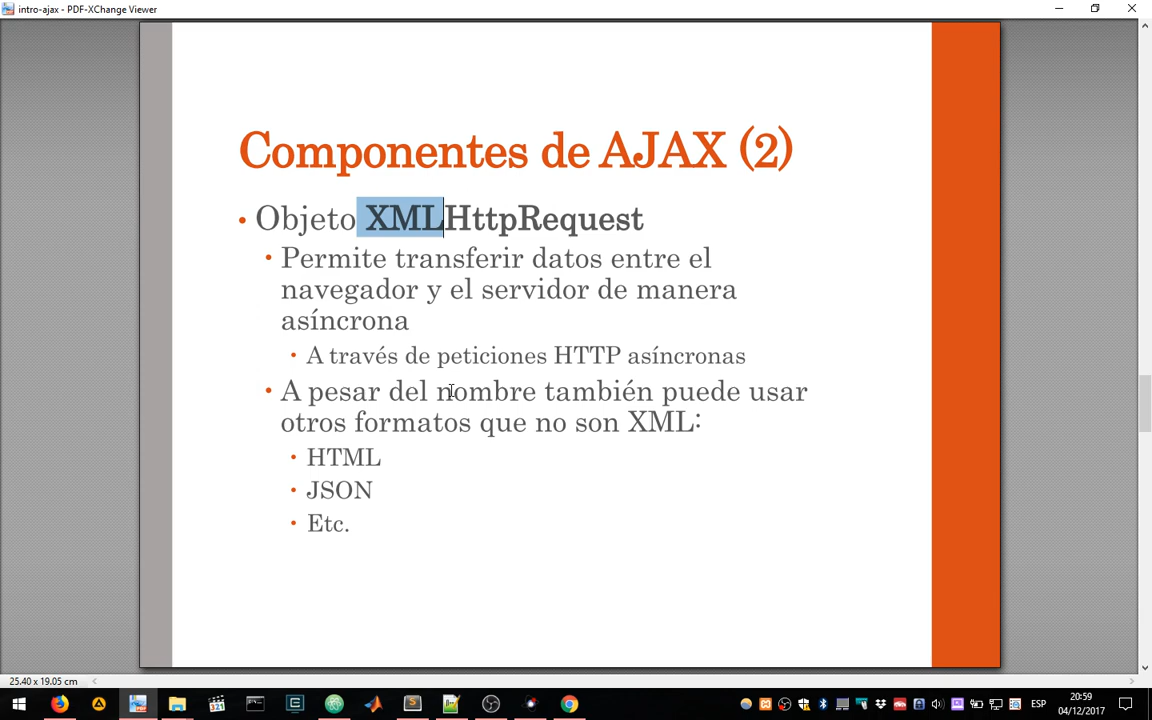 intro-ajax - PDF-XChange Viewer
Componentes de AJAX (2)
• Objeto XMLHttpRequest
• Permite transferir datos entre el
navegador y el servidor de manera
asíncrona
• A través de peticiones HTTP asíncronas
• A pesar del nombre también puede usar
otros formatos que no son XML:
• HTML
• JSON
• Etc.
25.40 x 19.05 cm
321
ESP
20:59
04/12/2017